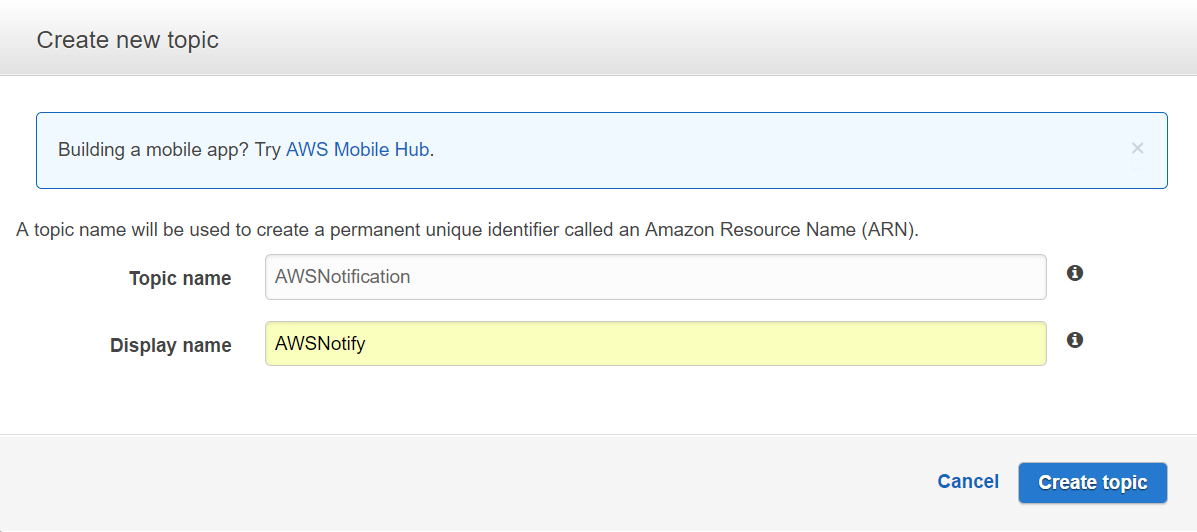 Create new topic
Building a mobile app? Try AWS Mobile Hub.
×
A topic name will be used to create a permanent unique identifier called an Amazon Resource Name (ARN).
Topic name AWSNotification
Display name AWSNotify
Cancel Create topic